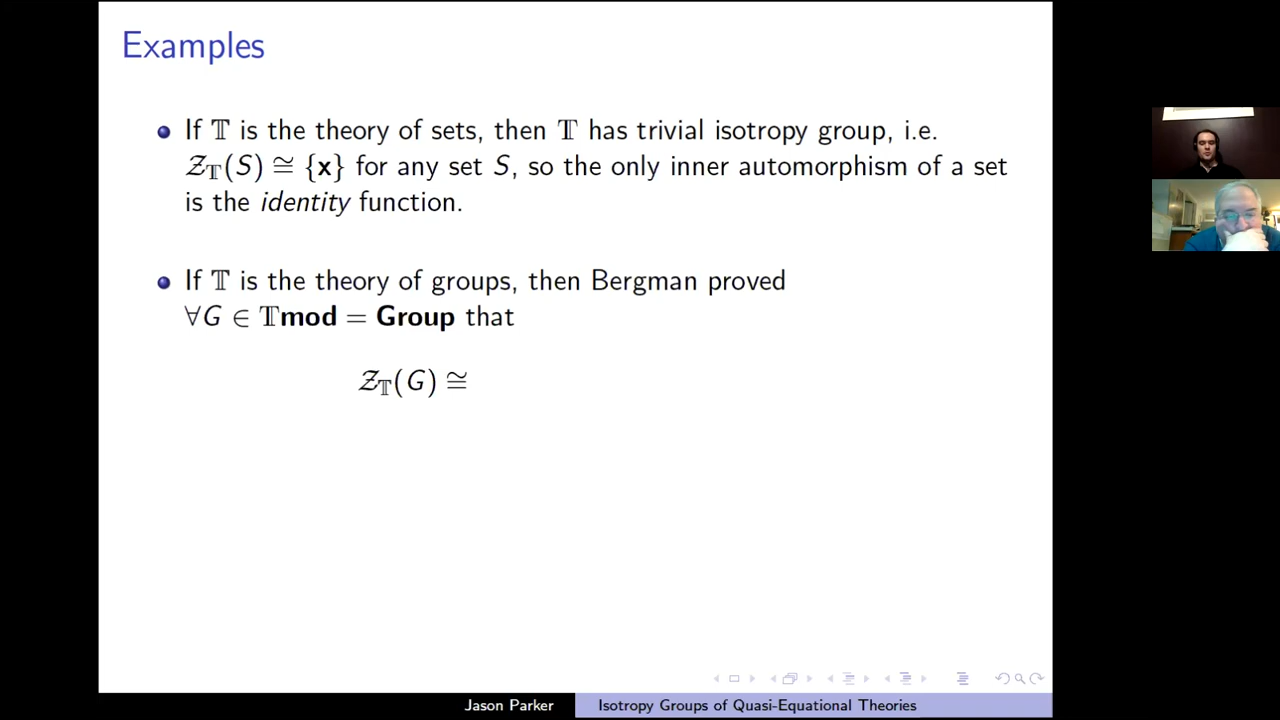 Examples
If 𝕋 is the theory of sets, then 𝕋 has trivial isotropy group, i.e.
𝒵_𝕋(S) ≅ {x} for any set S, so the only inner automorphism of a set
is the identity function.
If 𝕋 is the theory of groups, then Bergman proved
∀G ∈ 𝕋mod = Group that
𝒵_𝕋(G) ≅
Jason Parker
Isotropy Groups of Quasi-Equational Theories